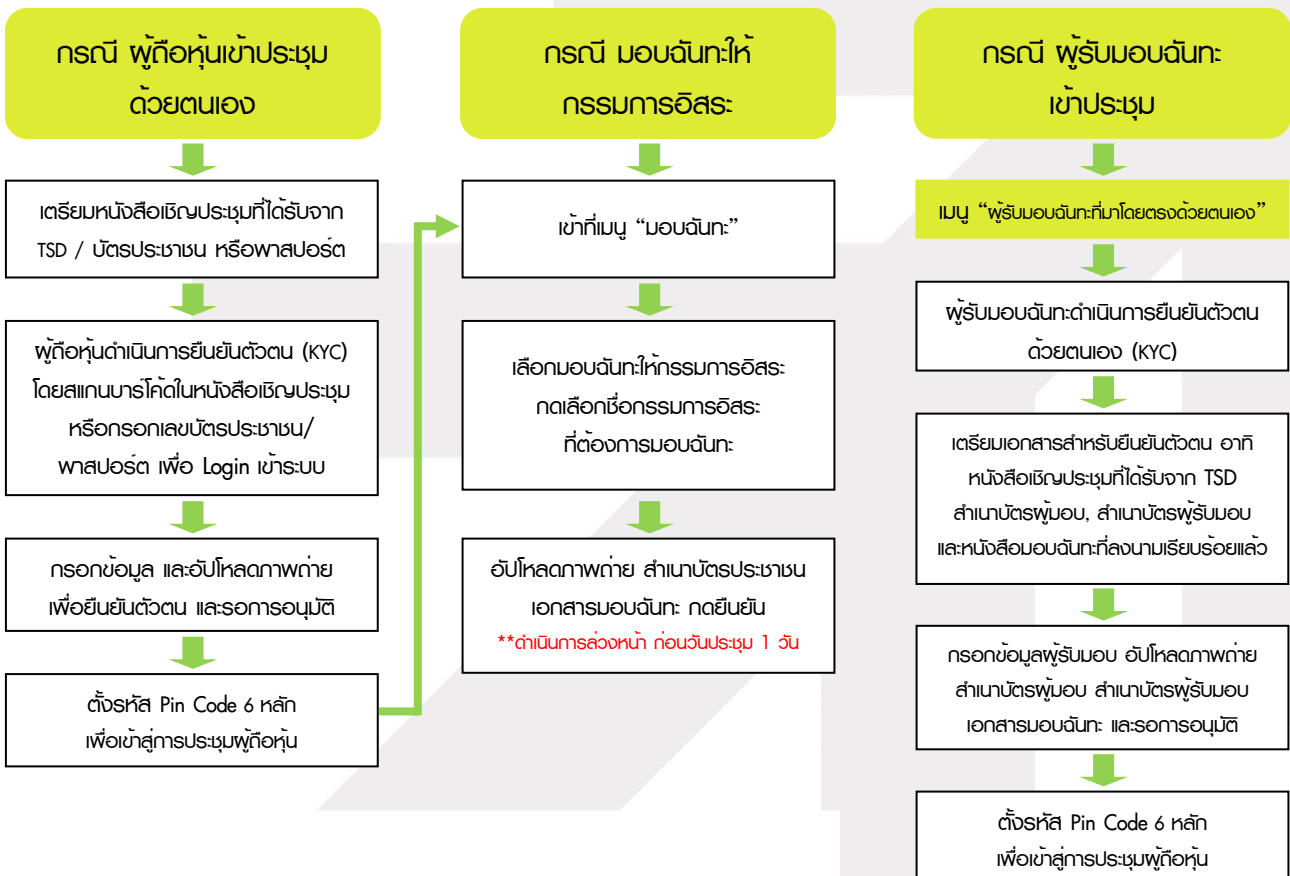 กรณี ผู้ถือหุ้นเข้าประชุม
ด้วยตนเอง
เตรียมหนังสือเชิญประชุมที่ได้รับจาก
TSD / บัตรประชาชน หรือพาสปอร์ต
ผู้ถือหุ้นดำเนินการยืนยันตัวตน (KYC)
โดยสแกนบาร์โค้ดในหนังสือเชิญประชุม
หรือกรอกเลขบัตรประชาชน/
พาสปอร์ต เพื่อ Login เข้าระบบ
กรอกข้อมูล และอัปโหลดภาพถ่าย
เพื่อยืนยันตัวตน และรอการอนุมัติ
ตั้งรหัส Pin Code 6 หลัก
เพื่อเข้าสู่การประชุมผู้ถือหุ้น
กรณี มอบฉันทะให้
กรรมการอิสระ
เข้าที่เมนู “มอบฉันทะ”
เลือกมอบฉันทะให้กรรมการอิสระ
กดเลือกชื่อกรรมการอิสระ
ที่ต้องการมอบฉันทะ
อัปโหลดภาพถ่าย สำเนาบัตรประชาชน
เอกสารมอบฉันทะ กดยืนยัน
**ดำเนินการล่วงหน้า ก่อนวันประชุม 1 วัน
กรณี ผู้รับมอบฉันทะ
เข้าประชุม
เมนู “ผู้รับมอบฉันทะที่มาโดยตรงด้วยตนเอง”
ผู้รับมอบฉันทะดำเนินการยืนยันตัวตน
ด้วยตนเอง (KYC)
เตรียมเอกสารสำหรับยืนยันตัวตน อาทิ
หนังสือเชิญประชุมที่ได้รับจาก TSD
สำเนาบัตรผู้มอบ, สำเนาบัตรผู้รับมอบ
และหนังสือมอบฉันทะที่ลงนามเรียบร้อยแล้ว
กรอกข้อมูลผู้รับมอบ อัปโหลดภาพถ่าย
สำเนาบัตรผู้มอบ สำเนาบัตรผู้รับมอบ
เอกสารมอบฉันทะ และรอการอนุมัติ
ตั้งรหัส Pin Code 6 หลัก
เพื่อเข้าสู่การประชุมผู้ถือหุ้น